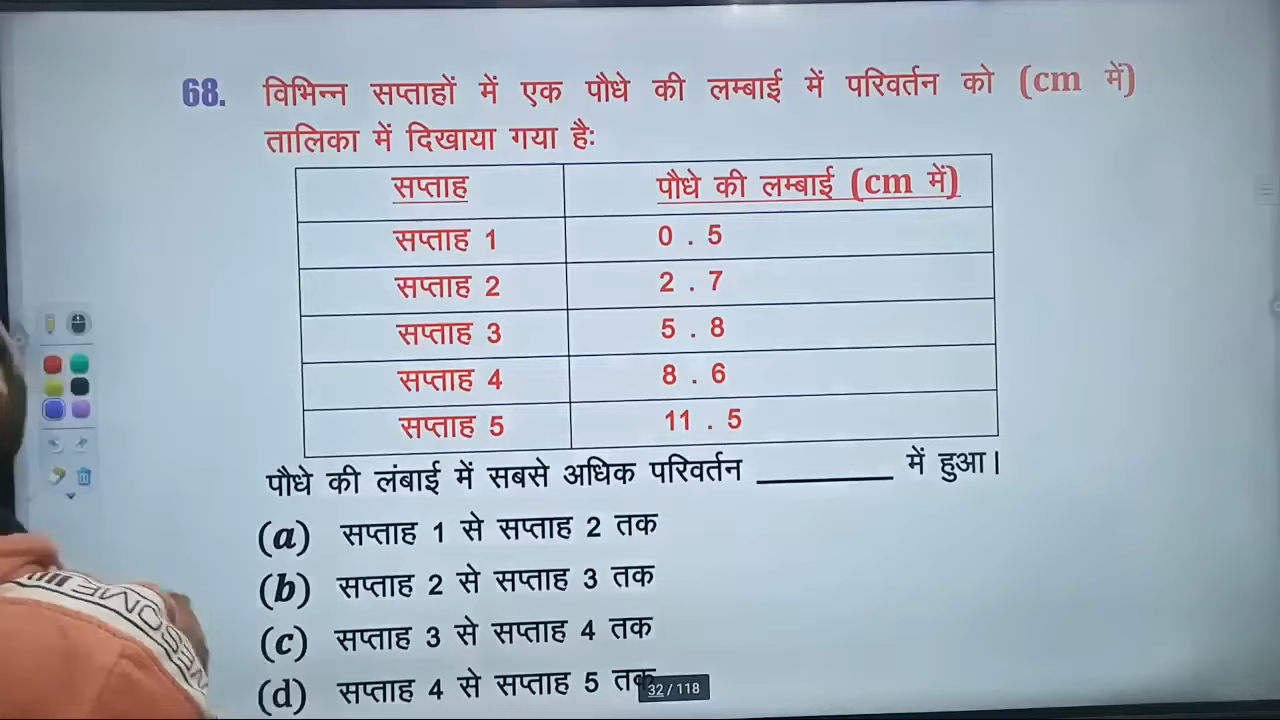 68. विभिन्न सप्ताहों में एक पौधे की लम्बाई में परिवर्तन को (cm में)
तालिका में दिखाया गया है:
सप्ताह पौधे की लम्बाई (cm में)
सप्ताह 1 0 . 5
सप्ताह 2 2 . 7
सप्ताह 3 5 . 8
सप्ताह 4 8 . 6
सप्ताह 5 11 . 5
पौधे की लंबाई में सबसे अधिक परिवर्तन ________ में हुआ।
(a) सप्ताह 1 से सप्ताह 2 तक
(b) सप्ताह 2 से सप्ताह 3 तक
(c) सप्ताह 3 से सप्ताह 4 तक
(d) सप्ताह 4 से सप्ताह 5 तक
32 / 118